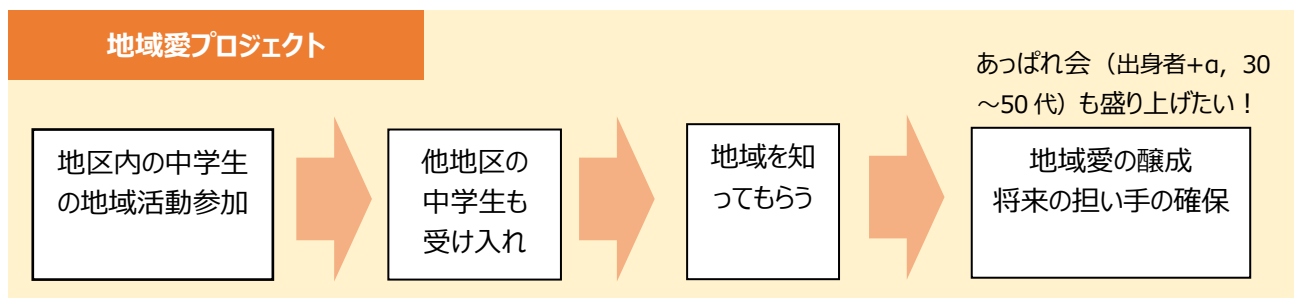 地域愛プロジェクト
あっぱれ会（出身者+α, 30
～50 代）も盛り上げたい！
地区内の中学生
の地域活動参加
他地区の
中学生も
受け入れ
地域を知
ってもらう
地域愛の醸成
将来の担い手の確保